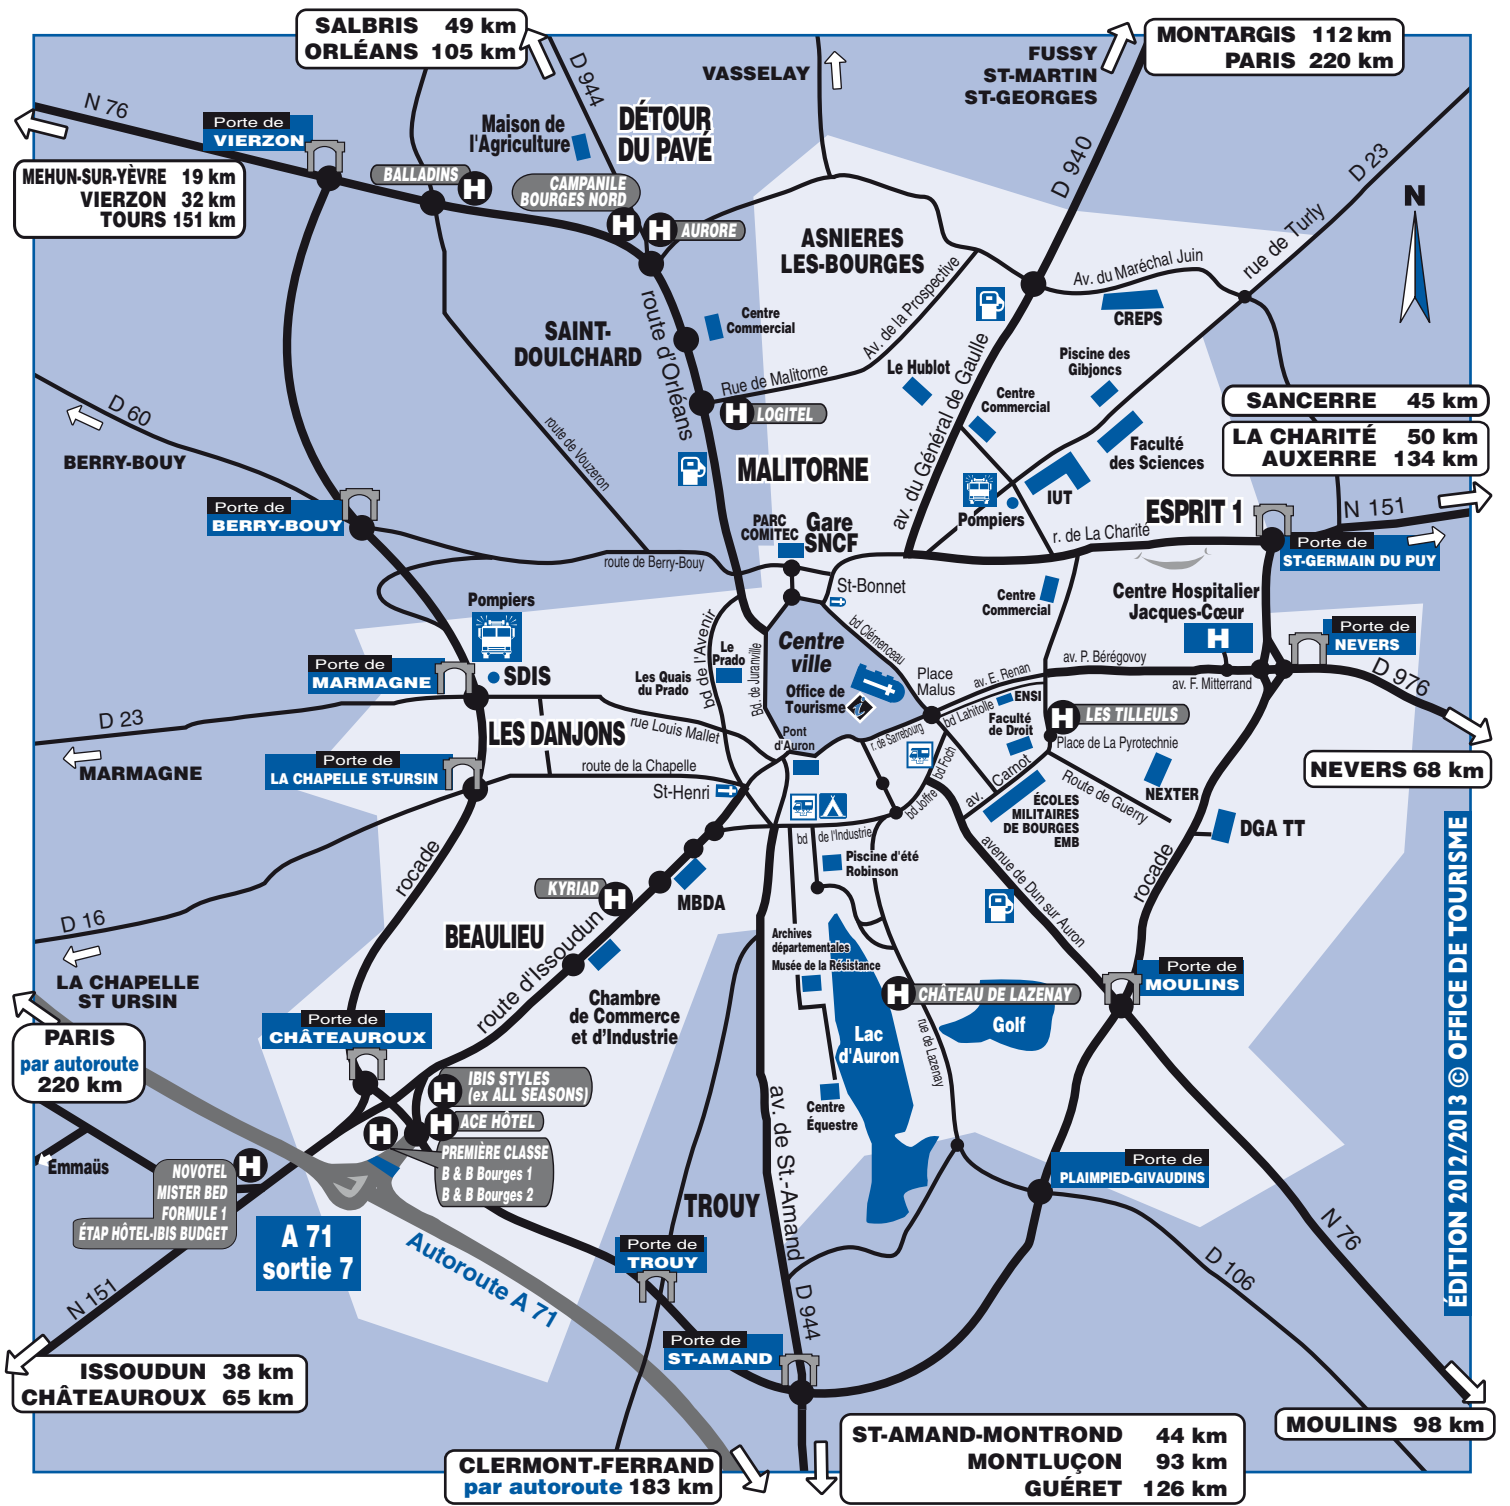 SALBRIS 49 km
ORLÉANS 105 km
D 944
VASSELAY
FUSSY
ST-MARTIN
ST-GEORGES
MONTARGIS 112 km
PARIS 220 km
N 76
Porte de
VIERZON
Maison de
l'Agriculture
DÉTOUR
DU PAVÉ
D 940
D 23
MEHUN-SUR-YÈVRE 19 km
VIERZON 32 km
TOURS 151 km
BALLADINS
H
CAMPANILE
BOURGES NORD
H
H
AURORE
ASNIERES
LES-BOURGES
N
rue de Turly
Av. du Maréchal Juin
Av. de la Prospective
CREPS
route d'Orléans
Centre
Commercial
SAINT-
DOULCHARD
Rue de Malitorne
Le Hublot
Piscine des
Gibjoncs
Centre
Commercial
av. du Général de Gaulle
H
LOGITEL
D 60
BERRY-BOUY
route de Vouzeron
MALITORNE
Faculté
des Sciences
IUT
SANCERRE 45 km
LA CHARITÉ 50 km
AUXERRE 134 km
Porte de
BERRY-BOUY
PARC
COMITEC
Gare
SNCF
Pompiers
ESPRIT 1
N 151
r. de La Charité
Porte de
ST-GERMAIN DU PUY
route de Berry-Bouy
St-Bonnet
Centre
Commercial
Centre Hospitalier
Jacques-Cœur
H
Pompiers
SDIS
Porte de
MARMAGNE
bd de l'Avenir
Le
Prado
Les Quais
du Prado
Bd. de Juranville
Centre
ville
bd Clémenceau
Office de
Tourisme
Place
Malus
av. E. Renan
av. P. Bérégovoy
av. F. Mitterrand
Porte de
NEVERS
D 976
D 23
MARMAGNE
LES DANJONS
rue Louis Mallet
Pont
d'Auron
r. de Sarrebourg
bd Lahitolle
ENSI
Faculté
de Droit
H
LES TILLEULS
Place de La Pyrotechnie
NEVERS 68 km
Porte de
LA CHAPELLE ST-URSIN
route de la Chapelle
St-Henri
bd Foch
bd Joffre
av. Carnot
Route de Guerry
NEXTER
ÉCOLES
MILITAIRES
DE BOURGES
EMB
DGA TT
bd de l'Industrie
Piscine d'été
Robinson
avenue de Dun sur Auron
rocade
rocade
KYRIAD
H
MBDA
D 16
LA CHAPELLE
ST URSIN
BEAULIEU
route d'Issoudun
Archives
départementales
Musée de la Résistance
H
CHÂTEAU DE LAZENAY
Golf
Porte de
MOULINS
Chambre
de Commerce
et d'Industrie
Lac
d'Auron
rue de Lazenay
PARIS
par autoroute
220 km
Porte de
CHÂTEAUROUX
H
IBIS STYLES
(ex ALL SEASONS)
H
ACE HÔTEL
H
PREMIÈRE CLASSE
B & B Bourges 1
B & B Bourges 2
Centre
Équestre
av. de St.-Amand
Emmaüs
H
NOVOTEL
MISTER BED
FORMULE 1
ÉTAP HÔTEL-IBIS BUDGET
A 71
sortie 7
Autoroute A 71
TROUY
Porte de
PLAIMPIED-GIVAUDINS
Porte de
TROUY
N 76
D 106
N 151
D 944
Porte de
ST-AMAND
ISSOUDUN 38 km
CHÂTEAUROUX 65 km
CLERMONT-FERRAND
par autoroute 183 km
ST-AMAND-MONTROND 44 km
MONTLUÇON 93 km
GUÉRET 126 km
MOULINS 98 km
ÉDITION 2012/2013 © OFFICE DE TOURISME